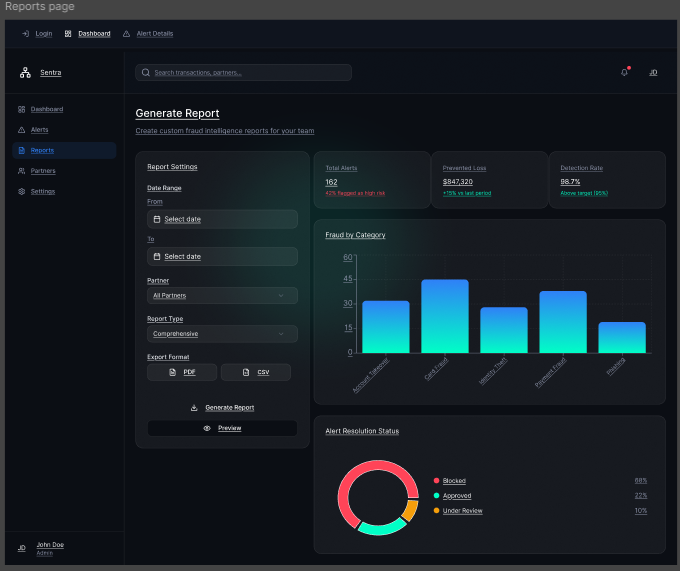 Reports page
Login Dashboard Alert Details
Sentra
Search transactions, partners...
JD
Dashboard
Alerts
Reports
Partners
Settings
Generate Report
Create custom fraud intelligence reports for your team
Report Settings
Date Range
From
Select date
To
Select date
Partner
All Partners
Report Type
Comprehensive
Export Format
PDF CSV
Generate Report
Preview
Total Alerts
162
42% flagged as high risk
Prevented Loss
$847,320
+15% vs last period
Detection Rate
98.7%
Above target (95%)
Fraud by Category
60
45
30
15
0
Account Takeover
Card Fraud
Identity Theft
Payment Fraud
Phishing
Alert Resolution Status
Blocked 68%
Approved 22%
Under Review 10%
JD
John Doe
Admin